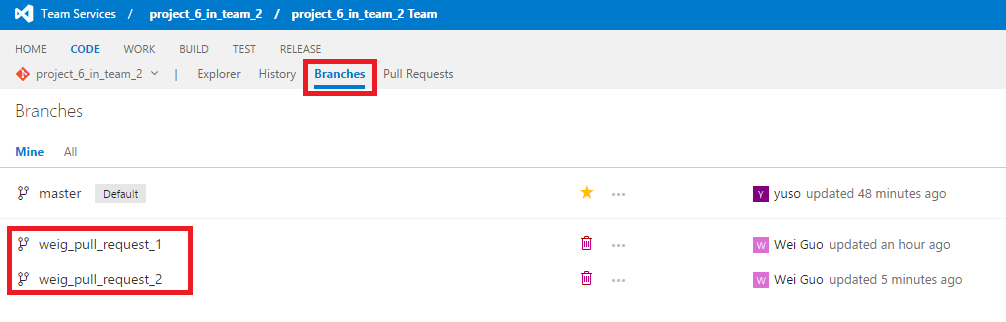 Team Services / project_6_in_team_2 / project_6_in_team_2 Team
HOME CODE WORK BUILD TEST RELEASE
project_6_in_team_2 | Explorer History Branches Pull Requests
Branches
Mine All
master Default Y yuso updated 48 minutes ago
weig_pull_request_1 W Wei Guo updated an hour ago
weig_pull_request_2 W Wei Guo updated 5 minutes ago